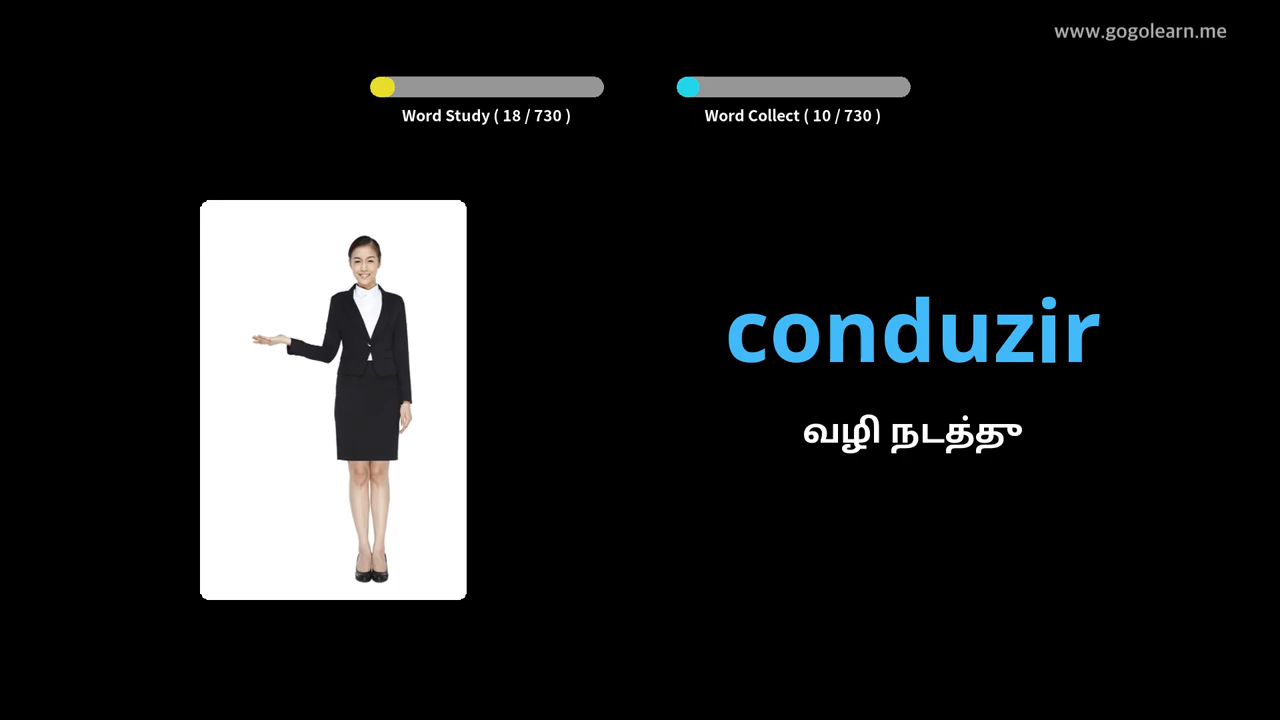 www.gogolearn.me
Word Study ( 18 / 730 )
Word Collect ( 10 / 730 )
conduzir
வழி நடத்து